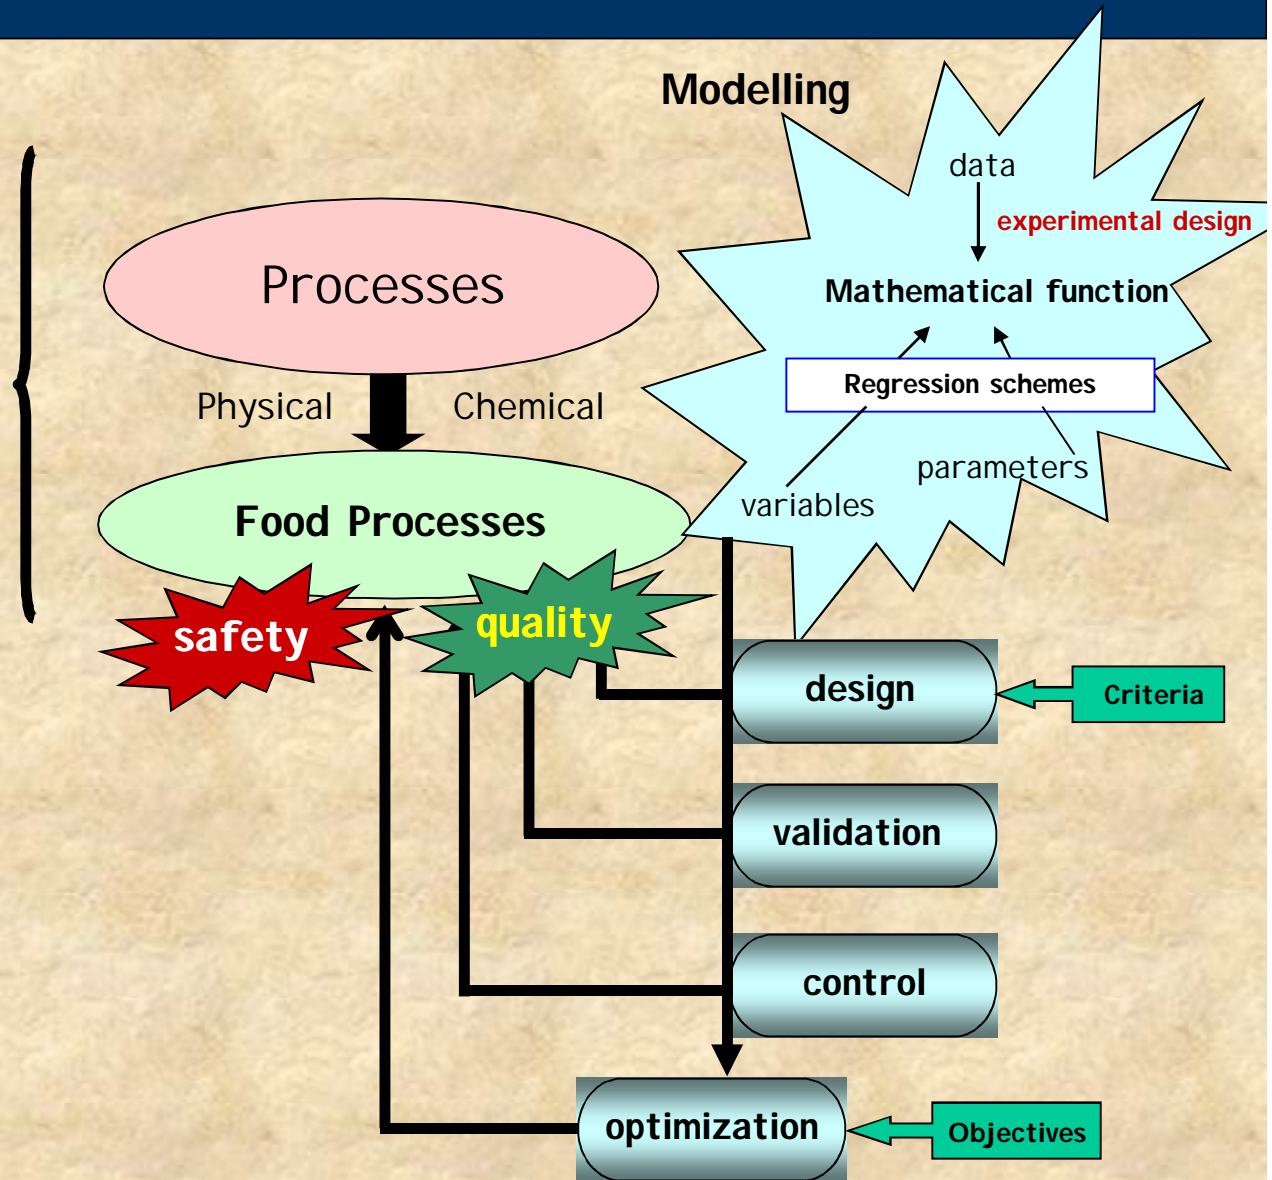 Modelling
data
experimental design
Mathematical function
Regression schemes
parameters
variables
Processes
Physical
Chemical
Food Processes
safety
quality
design
Criteria
validation
control
optimization
Objectives